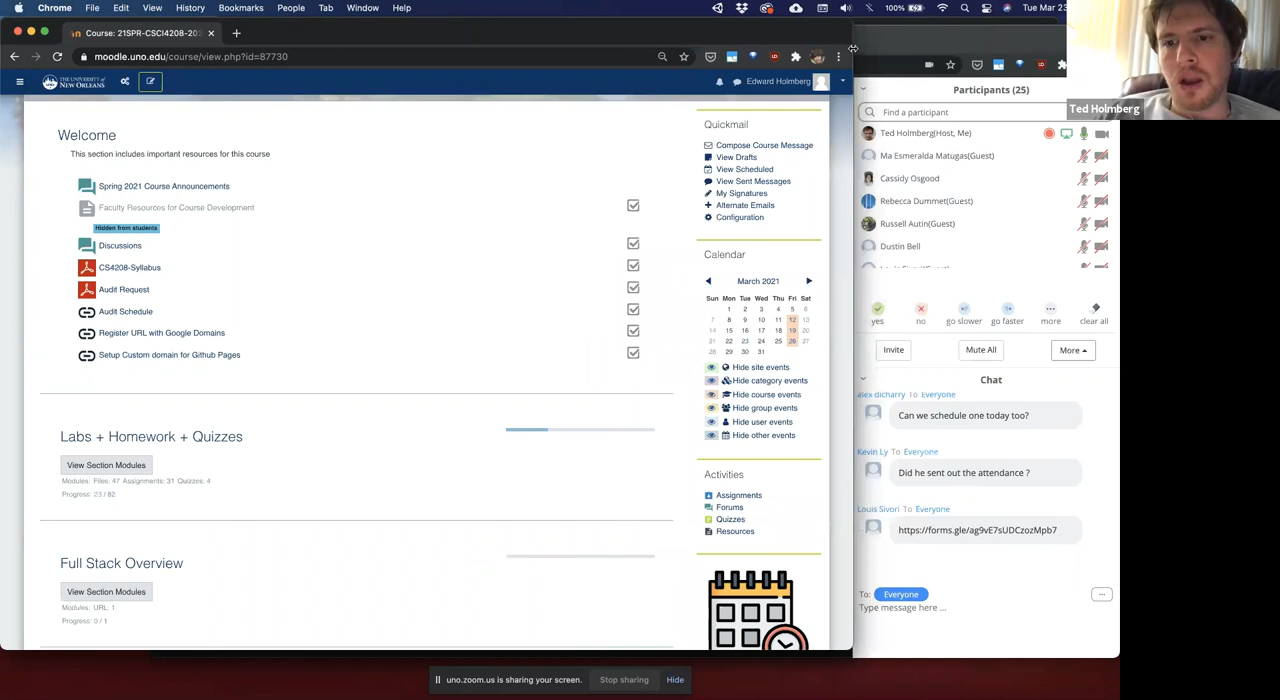 Chrome File Edit View History Bookmarks People Tab Window Help
100% Tue Mar 23
Course: 21SPR-CSCI4208-202
moodle.uno.edu/course/view.php?id=87730
THE UNIVERSITY of
NEW ORLEANS
Edward Holmberg
Welcome
This section includes important resources for this course
Spring 2021 Course Announcements
Faculty Resources for Course Development
Hidden from students
Discussions
CS4208-Syllabus
Audit Request
Audit Schedule
Register URL with Google Domains
Setup Custom domain for Github Pages
Labs + Homework + Quizzes
View Section Modules
Modules: Files: 47 Assignments: 31 Quizzes: 4
Progress: 23 / 82
Full Stack Overview
View Section Modules
Modules: URL: 1
Progress: 0 / 1
Quickmail
Compose Course Message
View Drafts
View Scheduled
View Sent Messages
My Signatures
Alternate Emails
Configuration
Calendar
March 2021
Sun Mon Tue Wed Thu Fri Sat
1 2 3 4 5 6
7 8 9 10 11 12 13
14 15 16 17 18 19 20
21 22 23 24 25 26 27
28 29 30 31
Hide site events
Hide category events
Hide course events
Hide group events
Hide user events
Hide other events
Activities
Assignments
Forums
Quizzes
Resources
Ted Holmberg
Participants (25)
Find a participant
Ted Holmberg(Host, Me)
Ma Esmeralda Matugas(Guest)
Cassidy Osgood
Rebecca Dummet(Guest)
Russell Autin(Guest)
Dustin Bell
yes no go slower go faster more clear all
Invite Mute All More
Chat
alex dicharry To Everyone
Can we schedule one today too?
Kevin Ly To Everyone
Did he sent out the attendance ?
Louis Sivori To Everyone
https://forms.gle/ag9vE7sUDCzozMpb7
To: Everyone
Type message here ...
uno.zoom.us is sharing your screen. Stop sharing Hide